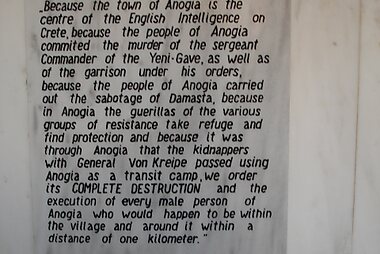 „Because the town of Anogia is the
centre of the English Intelligence on
Crete, because the people of Anogia
commited the murder of the sergeant
Commander of the Yeni-Gave, as well as
of the garrison under his orders,
because the people of Anogia carried
out the sabotage of Damasta, because
in Anogia the guerillas of the various
groups of resistance take refuge and
find protection and because it was
through Anogia that the kidnappers
with General Von Kreipe passed using
Anogia as a transit camp, we order
its COMPLETE DESTRUCTION and the
execution of every male person of
Anogia who would happen to be within
the village and around it within a
distance of one kilometer."